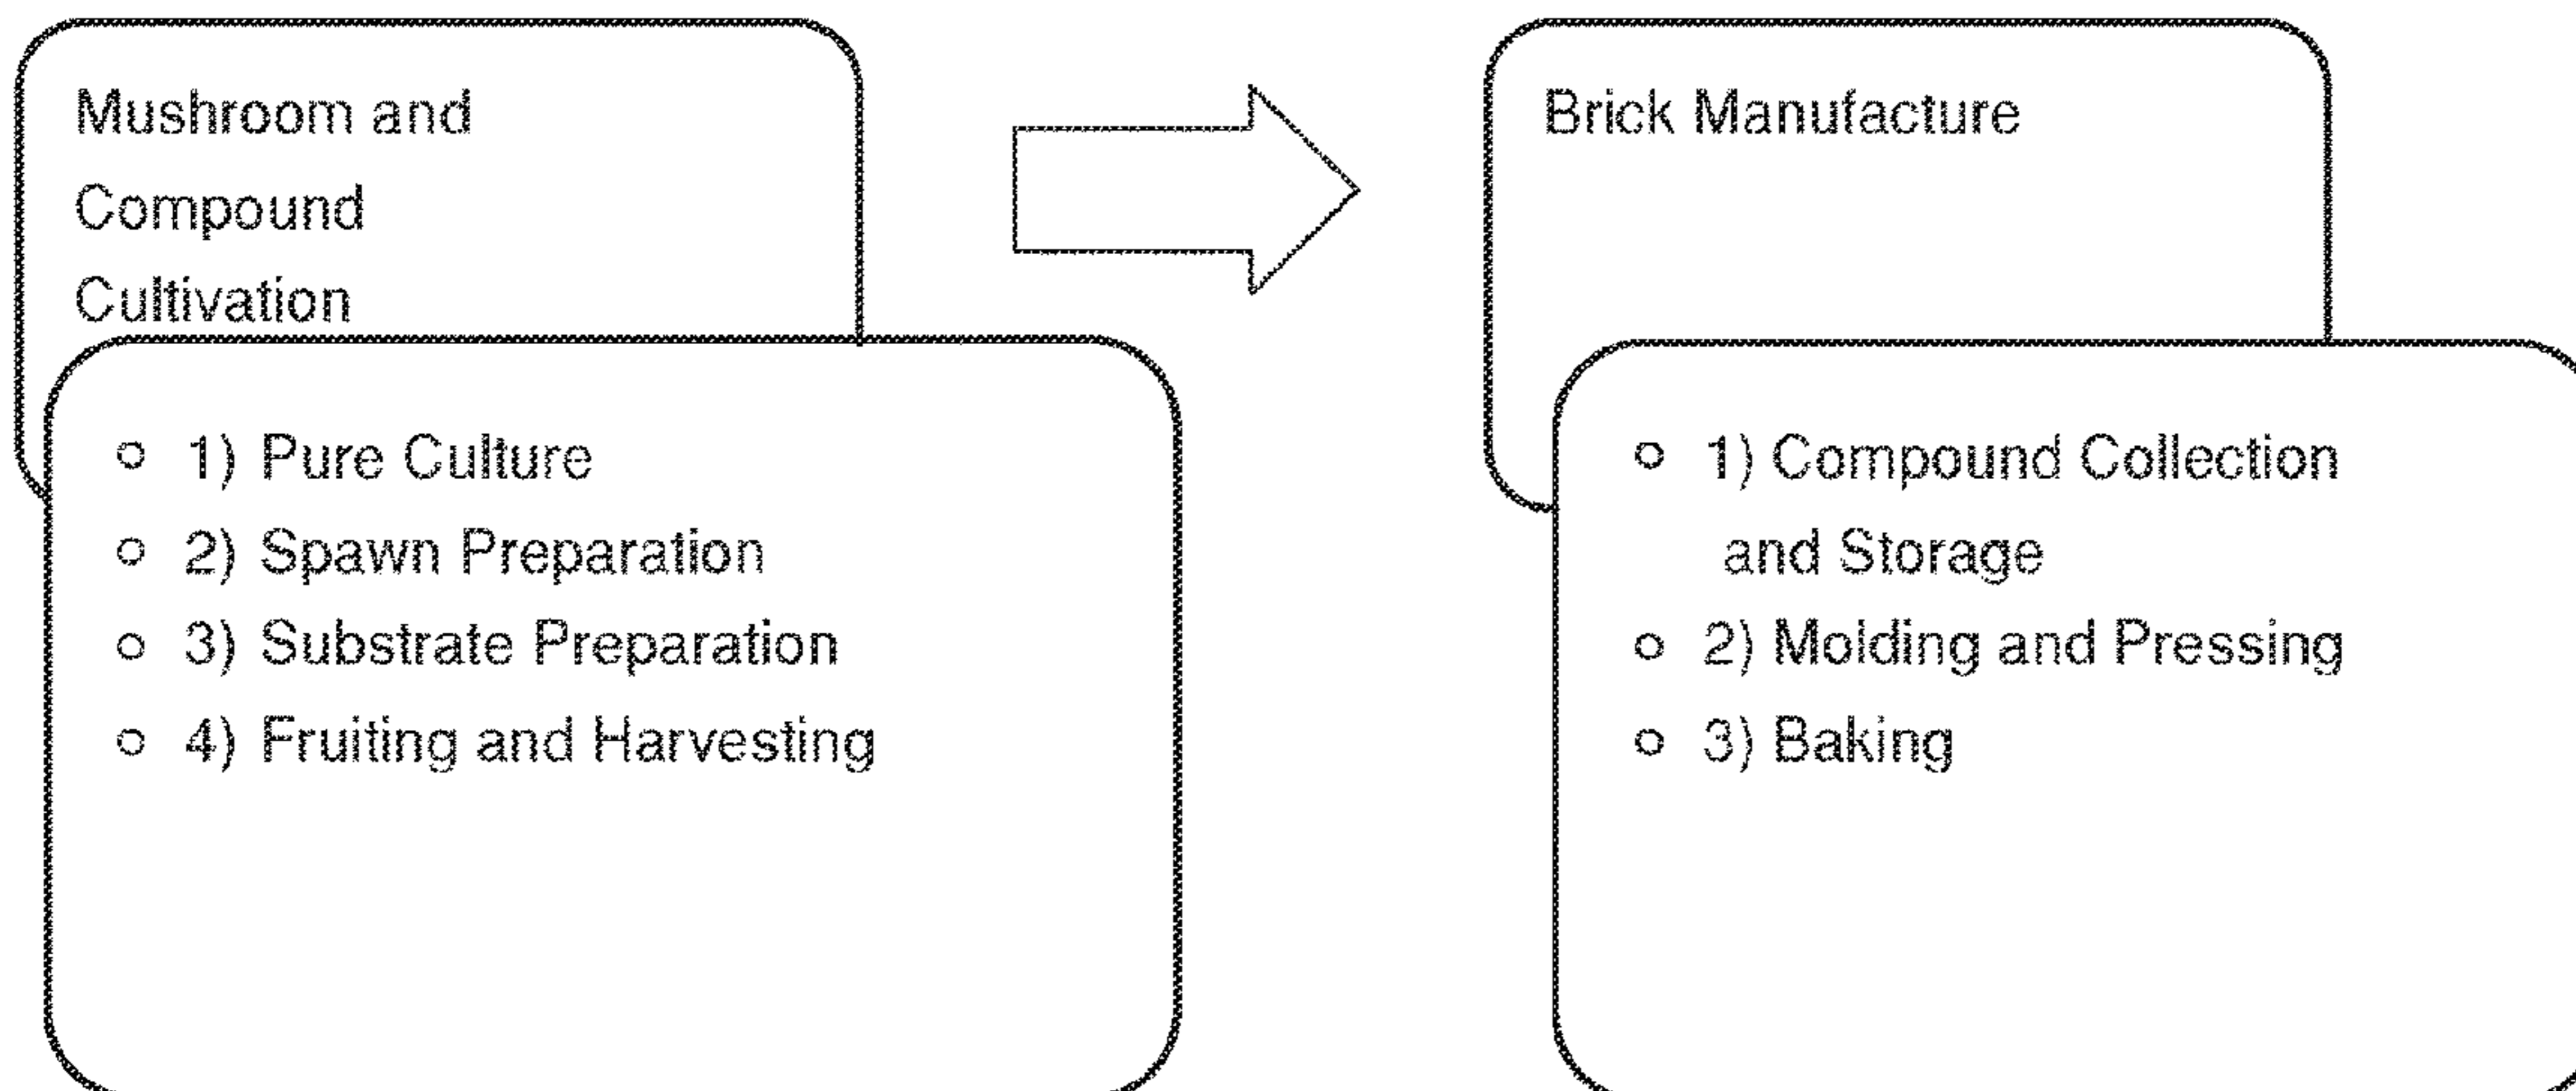 Mushroom and
Compound
Cultivation
○ 1) Pure Culture
○ 2) Spawn Preparation
○ 3) Substrate Preparation
○ 4) Fruiting and Harvesting
Brick Manufacture
○ 1) Compound Collection
and Storage
○ 2) Molding and Pressing
○ 3) Baking